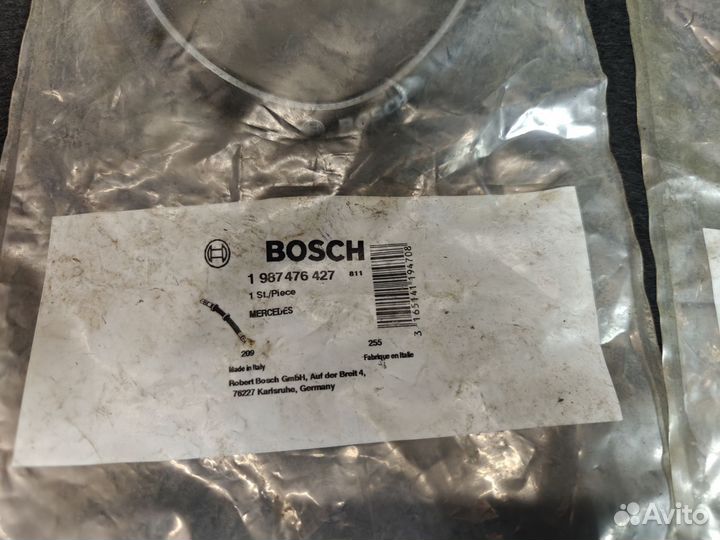 BOSCH
1 987 476 427 811
1 St./Piece
MERCEDES
3 165141 194708
209
255
Made in Italy
Fabrique en Italie
Robert Bosch GmbH, Auf der Breit 4,
76227 Karlsruhe, Germany
Avito